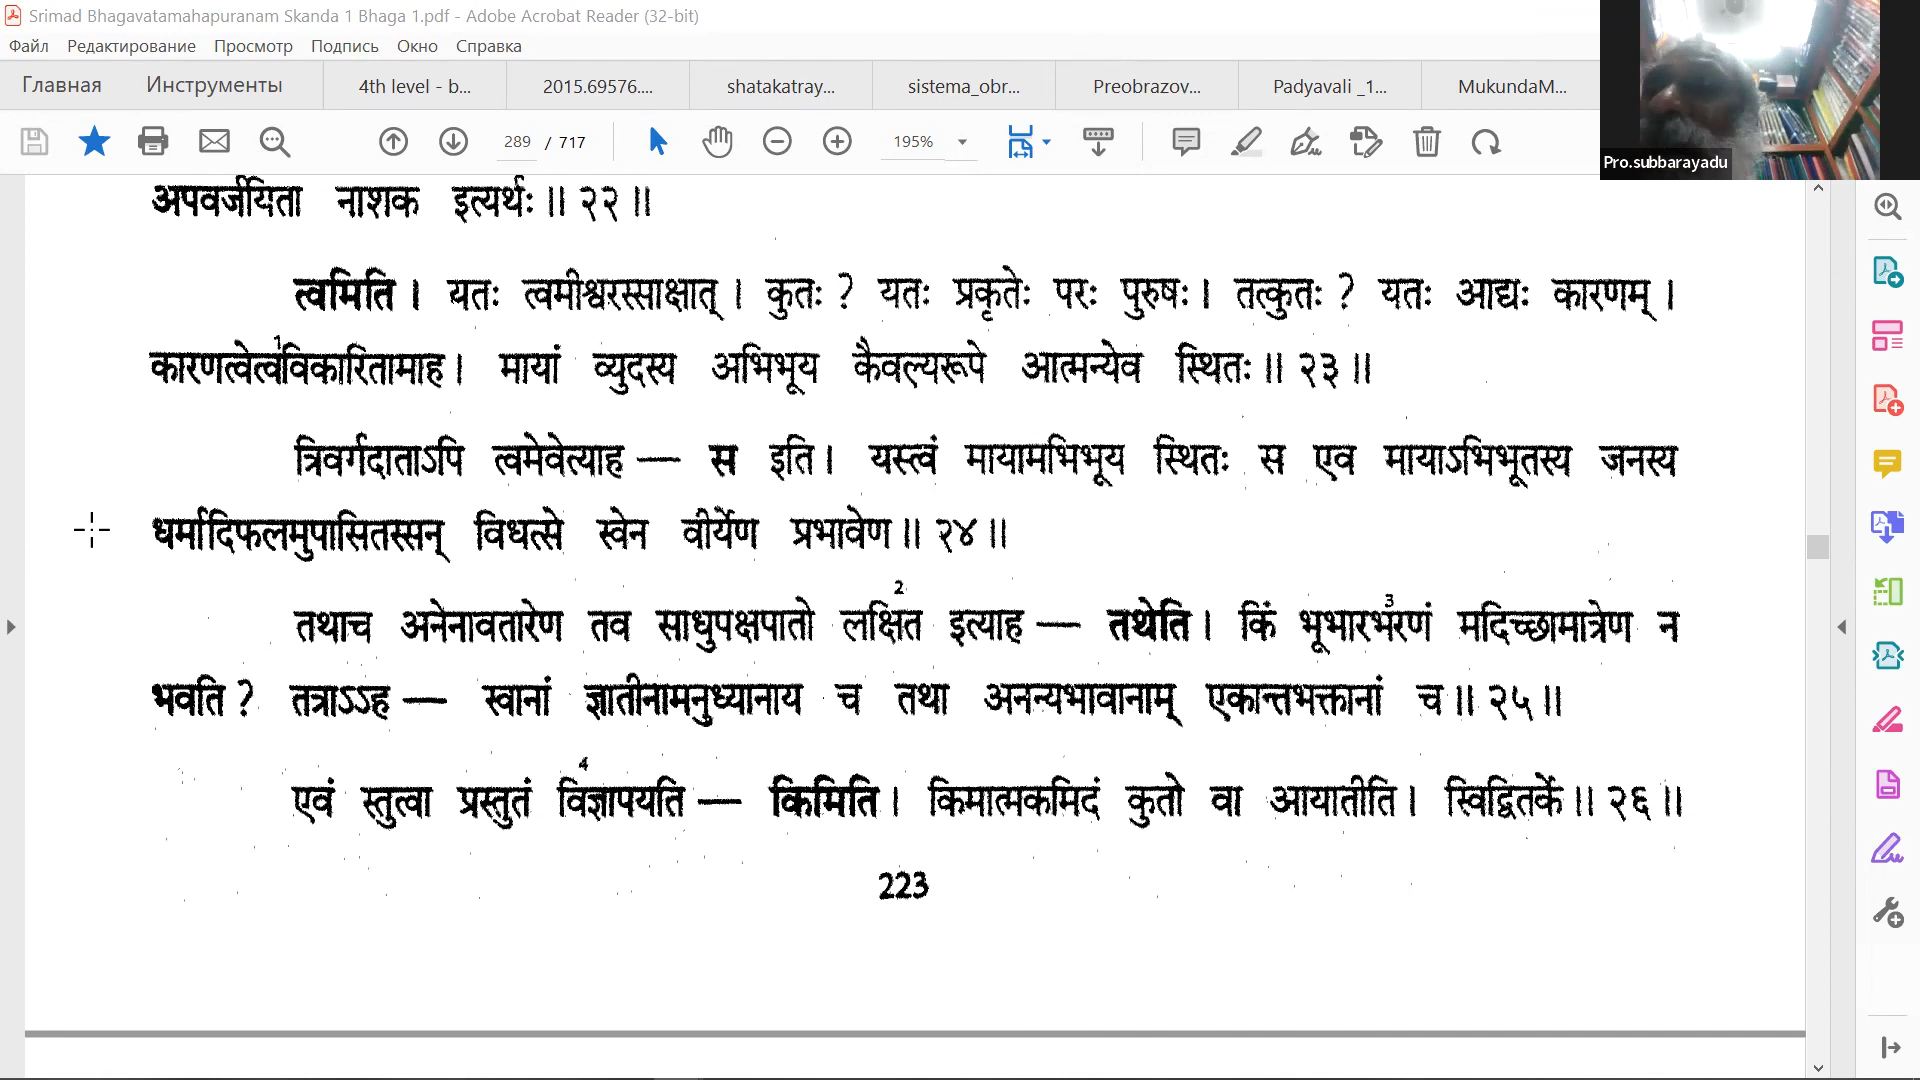 Srimad Bhagavatamahapuranam Skanda 1 Bhaga 1.pdf - Adobe Acrobat Reader (32-bit)
Файл Редактирование Просмотр Подпись Окно Справка
Главная Инструменты 4th level - b... 2015.69576.... shatakatray... sistema_obr... Preobrazov... Padyavali _1... MukundaM...
289 / 717 195%
Pro.subbarayadu
अपवर्जयिता नाशक इत्यर्थः॥ २२॥
त्वमिति। यतः त्वमीश्वरस्साक्षात्। कुतः? यतः प्रकृतेः परः पुरुषः। तत्कुतः? यतः आद्यः कारणम्।
1
कारणत्वेत्वविकारितामाह। मायां व्युदस्य अभिभूय कैवल्यरूपे आत्मन्येव स्थितः॥ २३॥
त्रिवर्गदाताऽपि त्वमेवेत्याह — स इति। यस्त्वं मायामभिभूय स्थितः स एव मायाऽभिभूतस्य जनस्य
धर्मादिफलमुपासितस्सन् विधत्से स्वेन वीर्येण प्रभावेण॥ २४॥
2 3
तथाच अनेनावतारेण तव साधुपक्षपातो लक्षित इत्याह — तथेति। किं भूभारभरणं मदिच्छामात्रेण न
भवति? तत्राऽऽह — स्वानां ज्ञातीनामनुध्यानाय च तथा अनन्यभावानाम् एकान्तभक्तानां च॥ २५॥
4
एवं स्तुत्वा प्रस्तुतं विज्ञापयति — किमिति। किमात्मकमिदं कुतो वा आयातीति। स्विद्वितर्के॥ २६॥
223